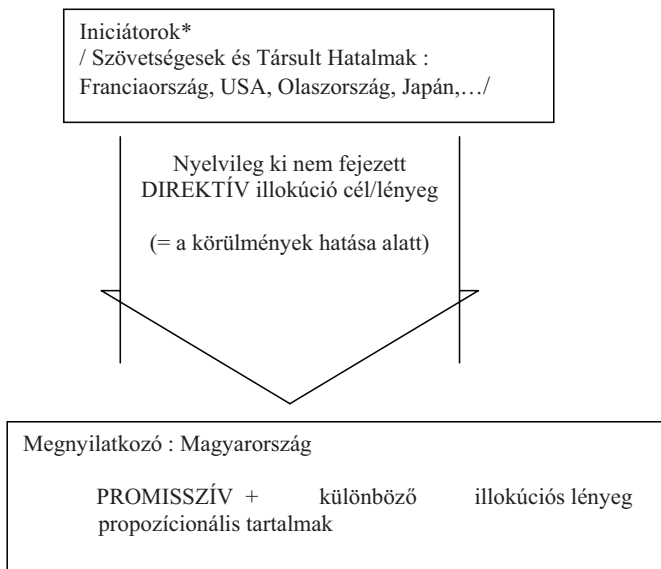 Iniciátorok*
/ Szövetségesek és Társult Hatalmak :
Franciaország, USA, Olaszország, Japán,…/
Nyelvileg ki nem fejezett
DIREKTÍV illokúció cél/lényeg
(= a körülmények hatása alatt)
Megnyilatkozó : Magyarország
PROMISSZÍV + különböző illokúciós lényeg
propozícionális tartalmak